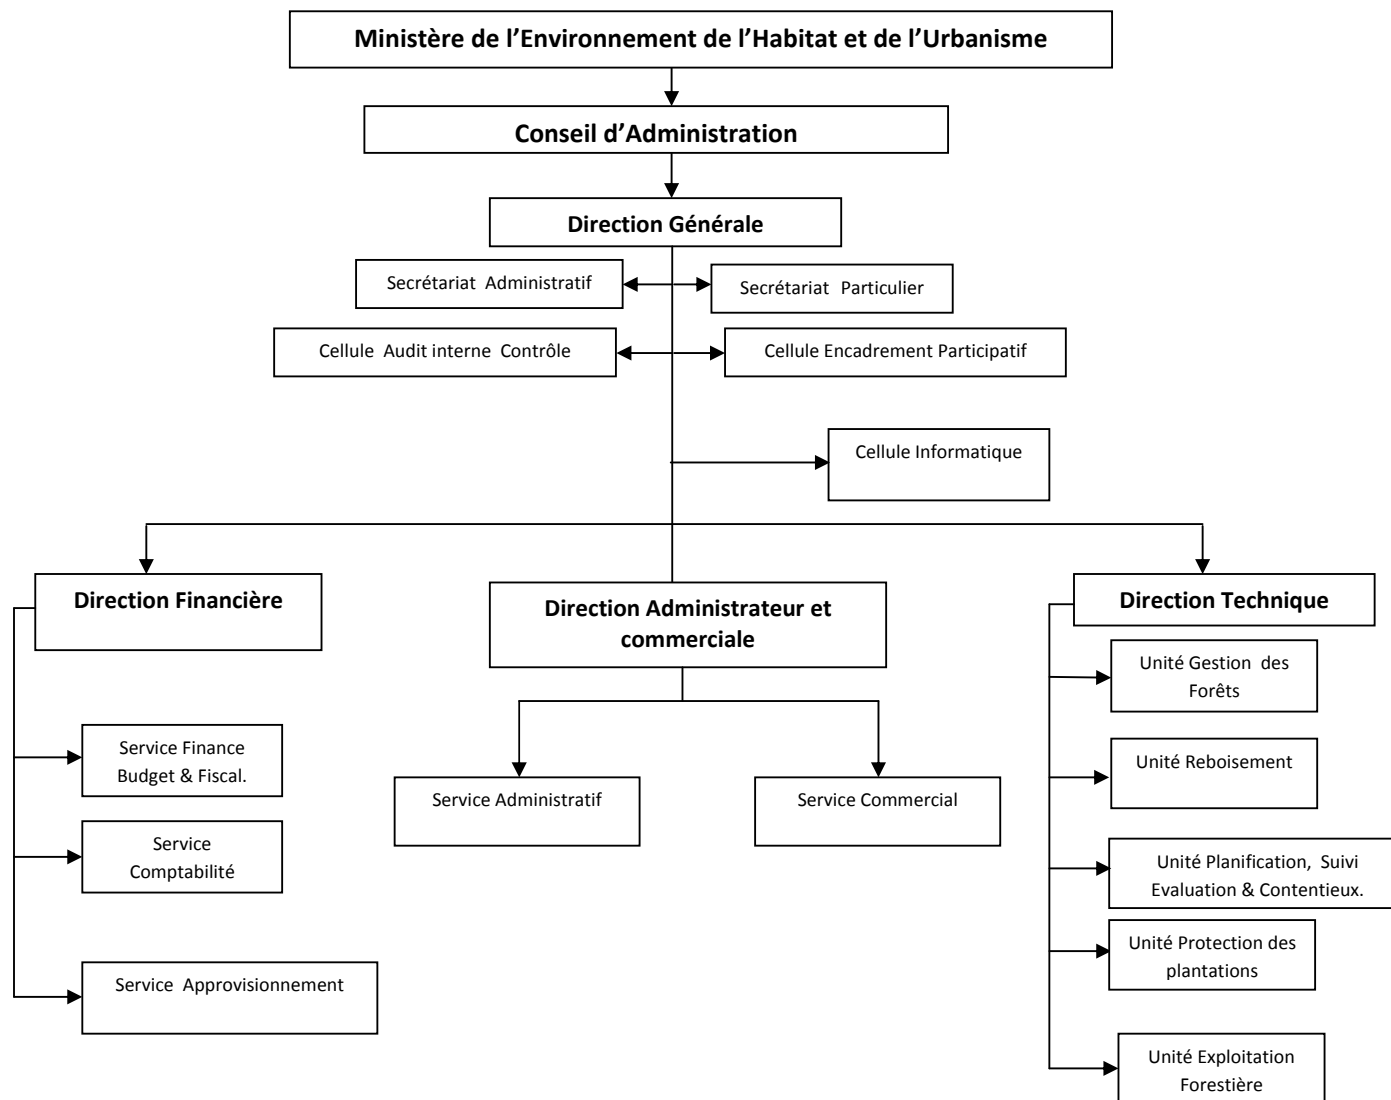 Ministère de l’Environnement de l’Habitat et de l’Urbanisme
Conseil d’Administration
Direction Générale
Secrétariat Administratif
Secrétariat Particulier
Cellule Audit interne Contrôle
Cellule Encadrement Participatif
Cellule Informatique
Direction Financière
Service Finance
Budget & Fiscal.
Service
Comptabilité
Service Approvisionnement
Direction Administrateur et
commerciale
Service Administratif
Service Commercial
Direction Technique
Unité Gestion des
Forêts
Unité Reboisement
Unité Planification, Suivi
Evaluation & Contentieux.
Unité Protection des
plantations
Unité Exploitation
Forestière